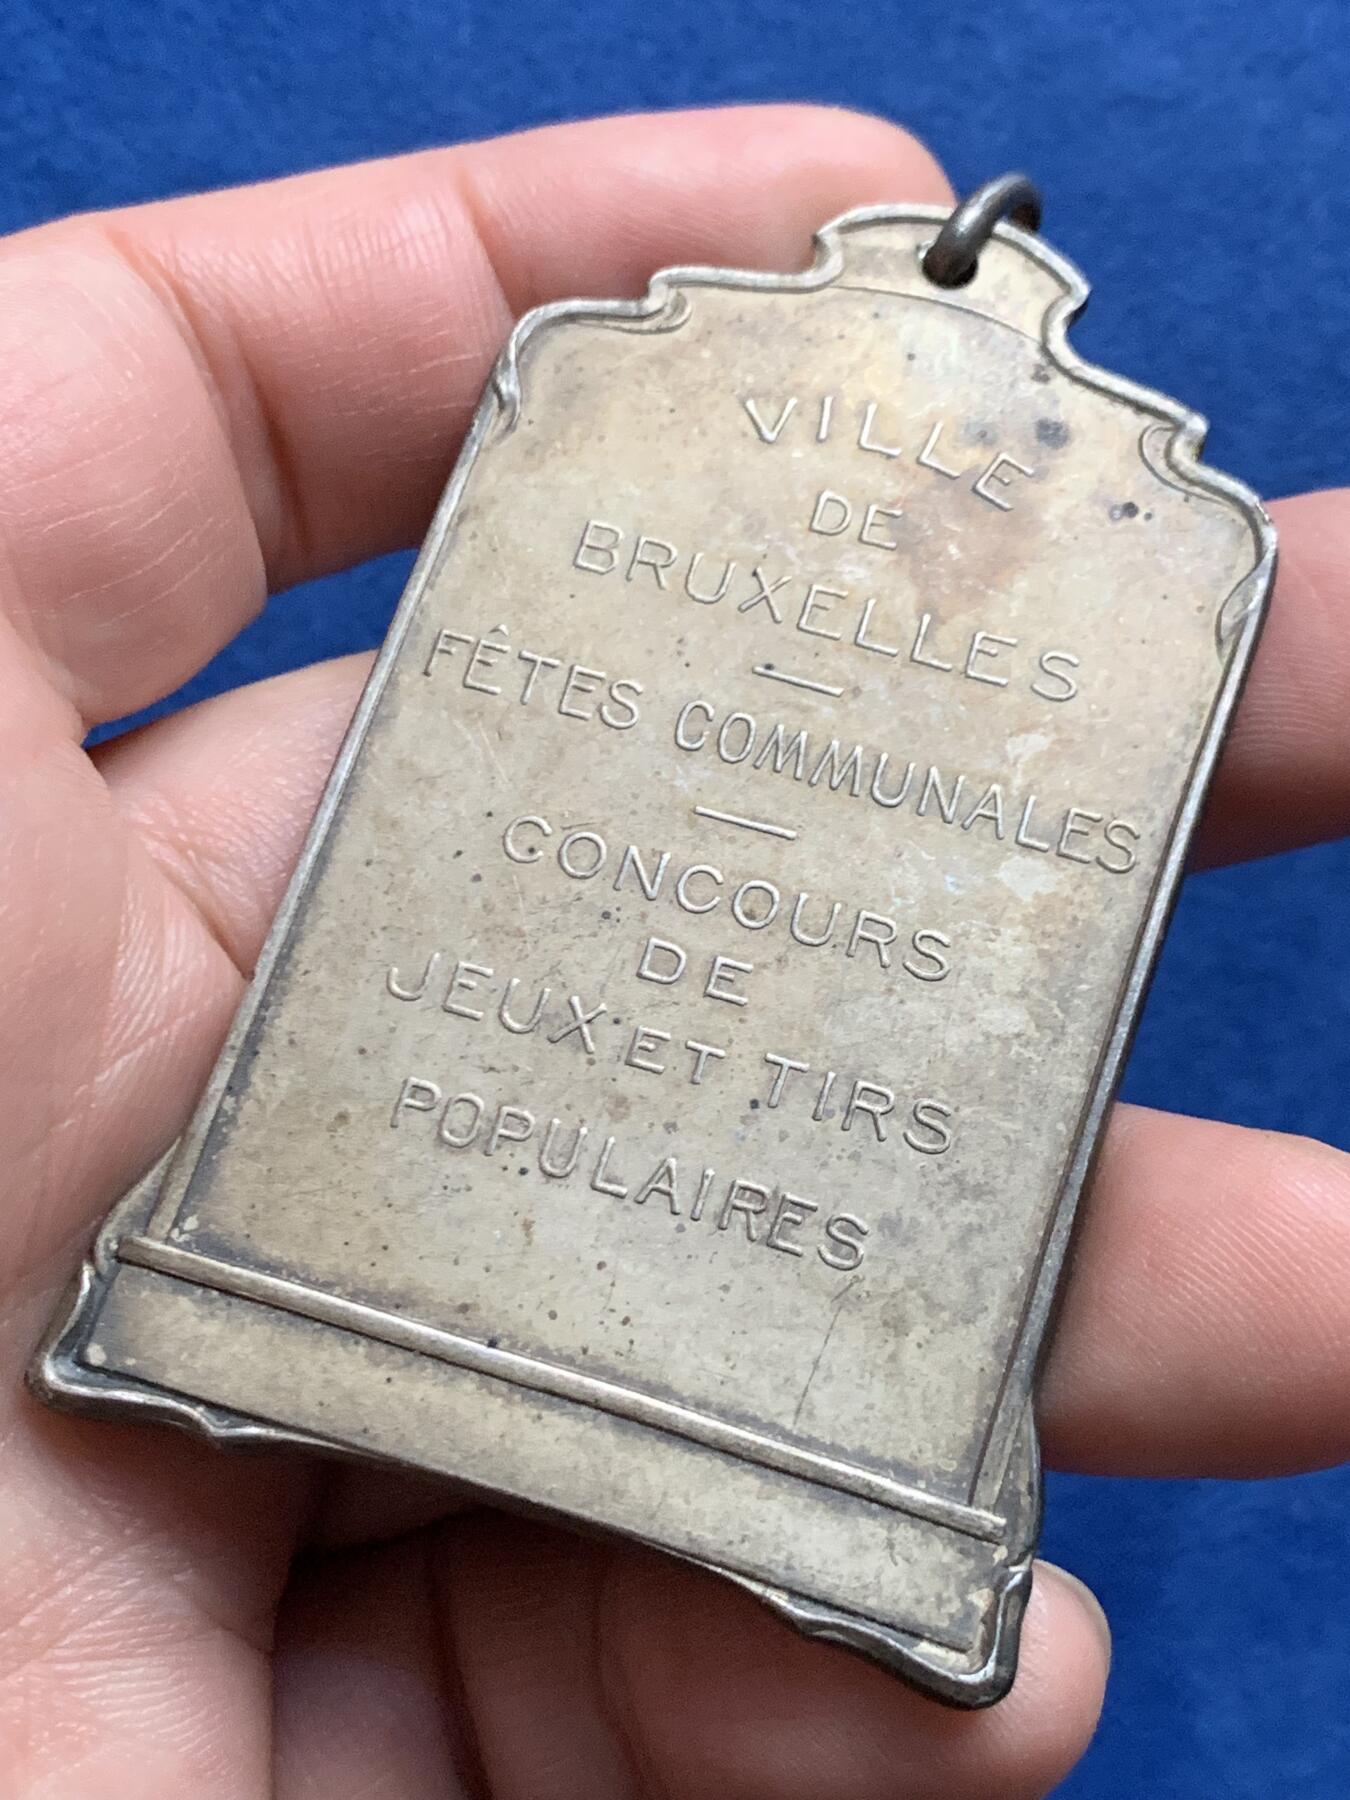 VILLE
DE
BRUXELLES
—
FÊTES COMMUNALES
—
CONCOURS
DE
JEUX ET TIRS
POPULAIRES